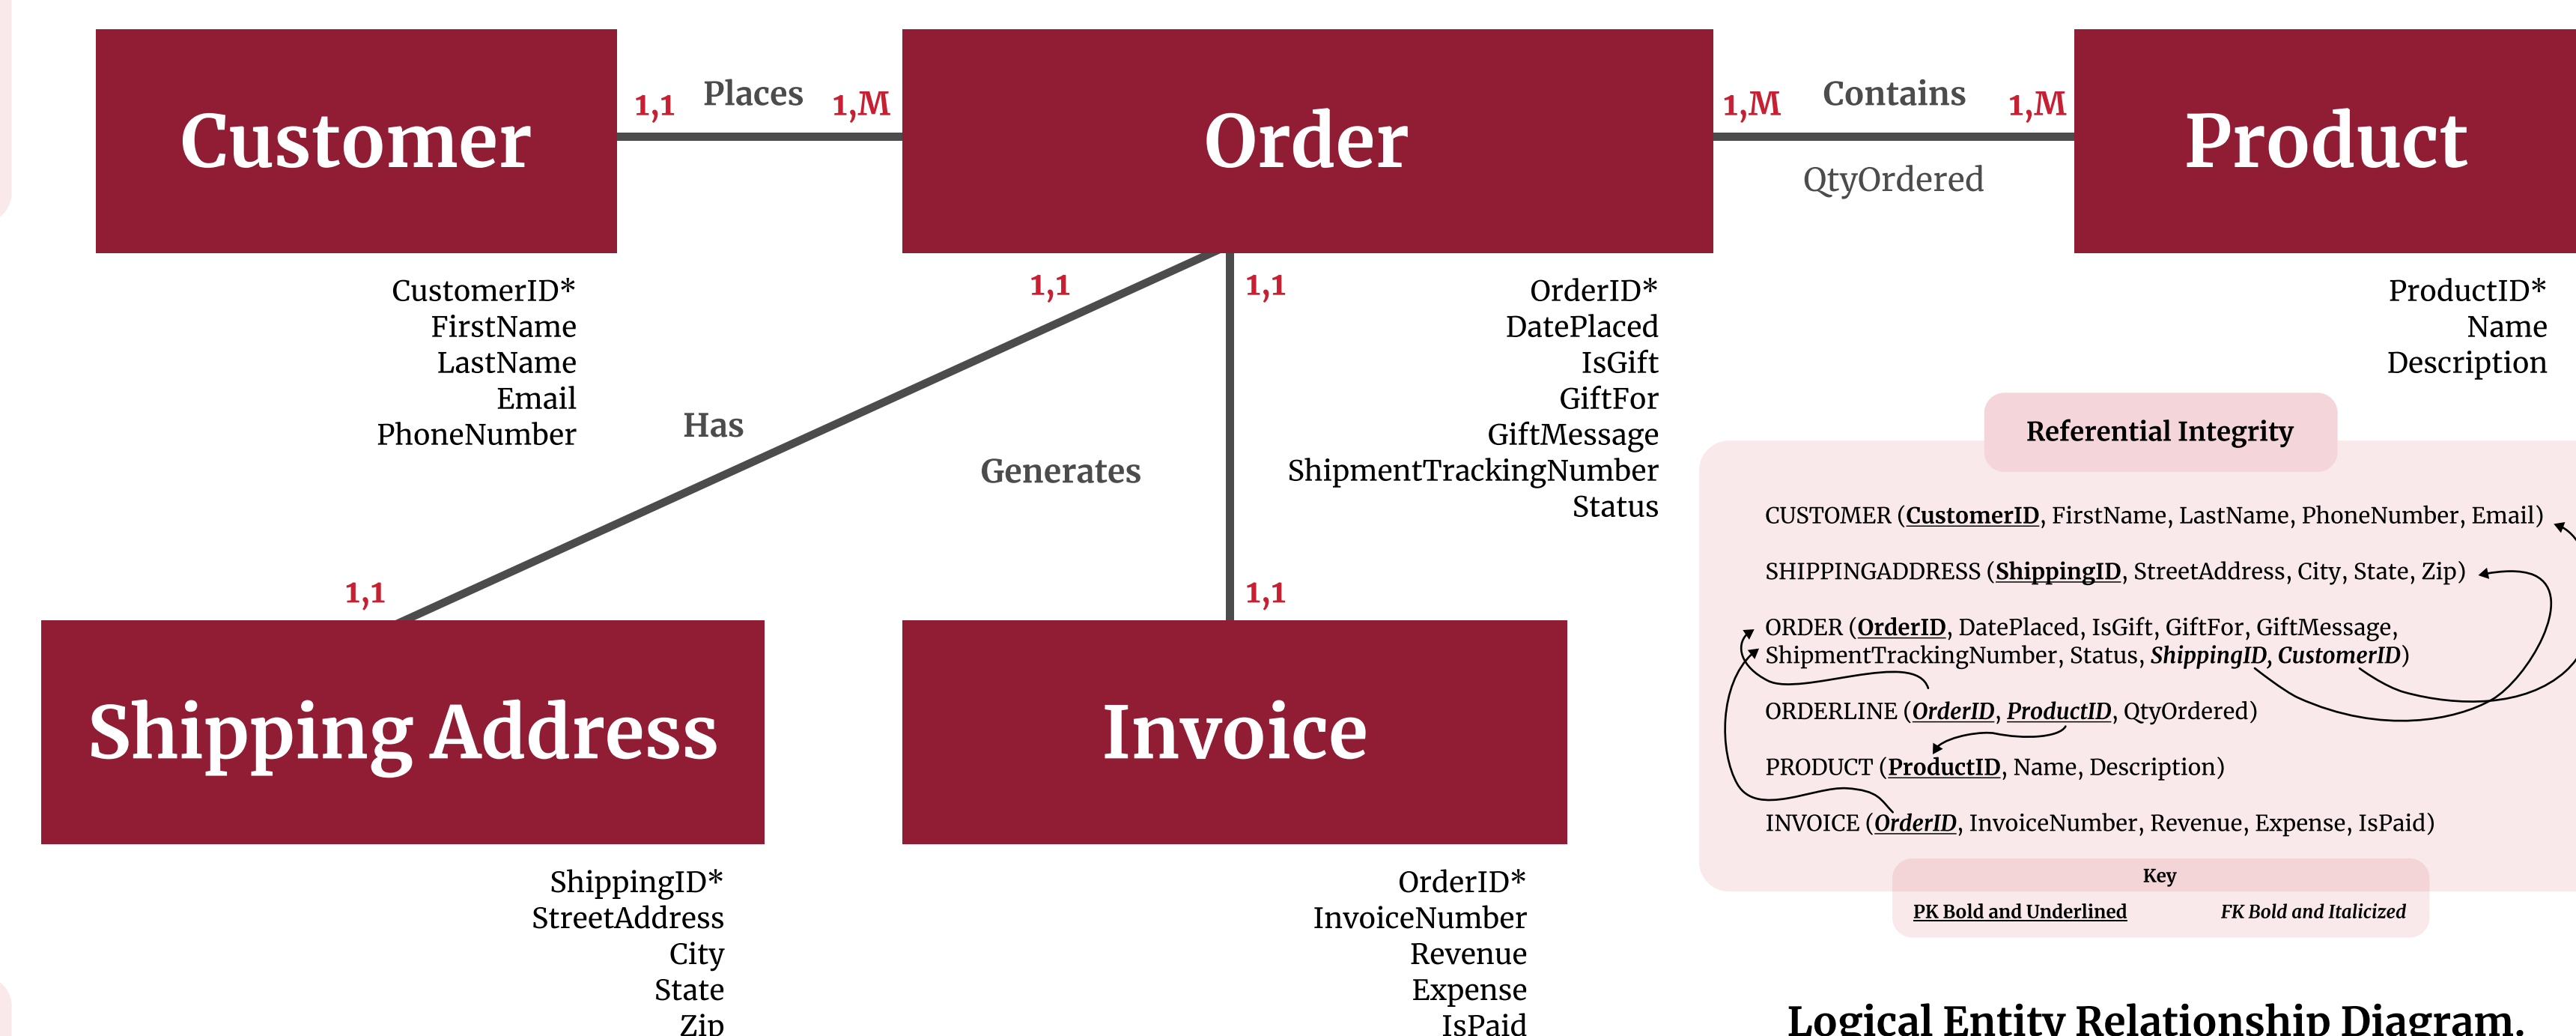 Customer
1,1
Places
1,M
Order
1,M
Contains
1,M
QtyOrdered
Product
CustomerID*
FirstName
LastName
Email
PhoneNumber
1,1
1,1
OrderID*
DatePlaced
IsGift
GiftFor
GiftMessage
ShipmentTrackingNumber
Status
ProductID*
Name
Description
Has
Generates
1,1
1,1
Shipping Address
Invoice
ShippingID*
StreetAddress
City
State
Zip
OrderID*
InvoiceNumber
Revenue
Expense
IsPaid
Referential Integrity
CUSTOMER (CustomerID, FirstName, LastName, PhoneNumber, Email)
SHIPPINGADDRESS (ShippingID, StreetAddress, City, State, Zip)
ORDER (OrderID, DatePlaced, IsGift, GiftFor, GiftMessage,
ShipmentTrackingNumber, Status, ShippingID, CustomerID)
ORDERLINE (OrderID, ProductID, QtyOrdered)
PRODUCT (ProductID, Name, Description)
INVOICE (OrderID, InvoiceNumber, Revenue, Expense, IsPaid)
Key
PK Bold and Underlined
FK Bold and Italicized
Logical Entity Relationship Diagram.